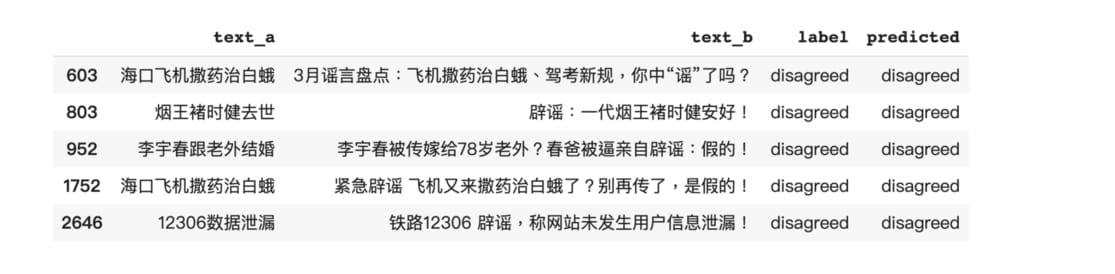 text_a text_b label predicted
603 海口飞机撒药治白蛾 3月谣言盘点：飞机撒药治白蛾、驾考新规，你中“谣”了吗？ disagreed disagreed
803 烟王褚时健去世 辟谣：一代烟王褚时健安好！ disagreed disagreed
952 李宇春跟老外结婚 李宇春被传嫁给78岁老外？春爸被逼亲自辟谣：假的！ disagreed disagreed
1752 海口飞机撒药治白蛾 紧急辟谣 飞机又来撒药治白蛾了？别再传了，是假的！ disagreed disagreed
2646 12306数据泄漏 铁路12306 辟谣，称网站未发生用户信息泄漏！ disagreed disagreed